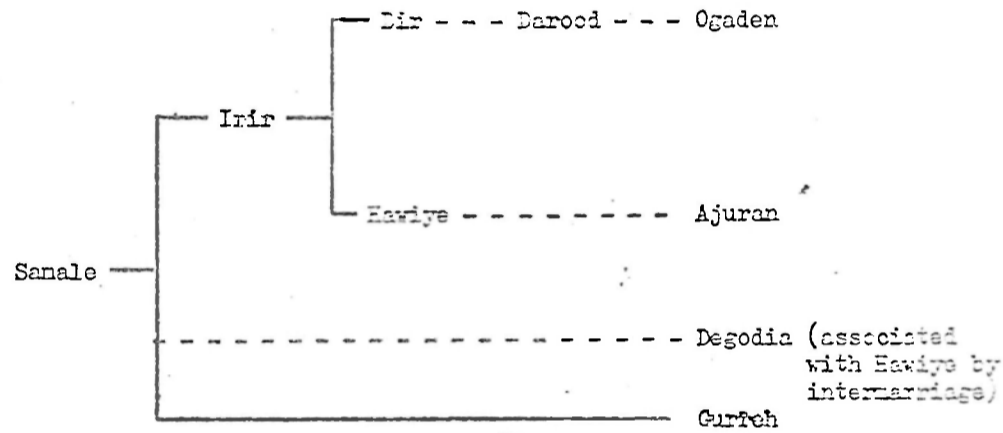 Dir - - - Darood - - - Ogaden
Irir
Hawiye - - - - - - - Ajuran
Sanale
Degodia (associated
with Hawiye by
intermarriage)
Gurreh